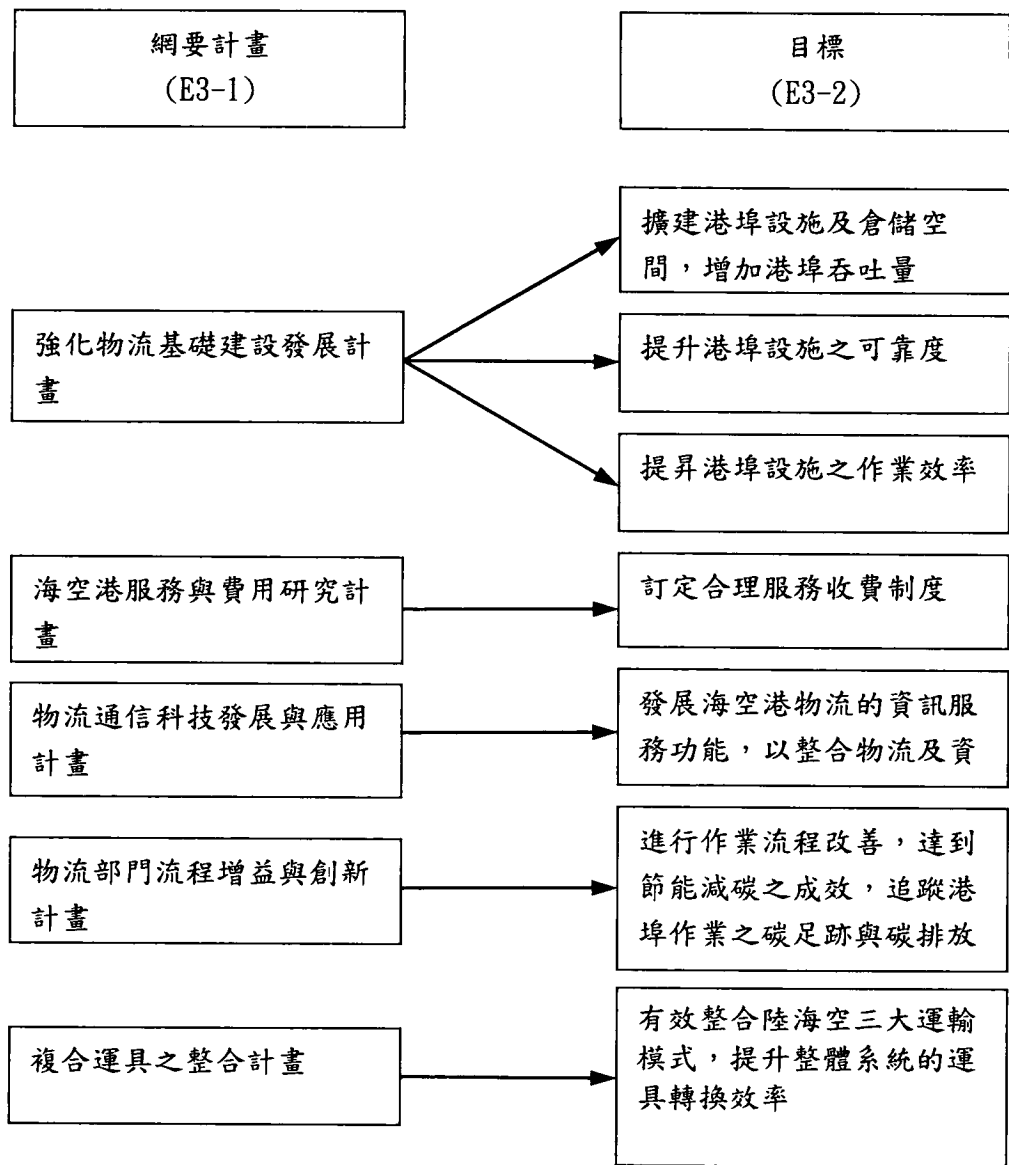 綱要計畫
(E3-1)
目標
(E3-2)
強化物流基礎建設發展計
畫
擴建港埠設施及倉儲空
間，增加港埠吞吐量
提升港埠設施之可靠度
提昇港埠設施之作業效率
海空港服務與費用研究計
畫
訂定合理服務收費制度
物流通信科技發展與應用
計畫
發展海空港物流的資訊服
務功能，以整合物流及資
物流部門流程增益與創新
計畫
進行作業流程改善，達到
節能減碳之成效，追蹤港
埠作業之碳足跡與碳排放
複合運具之整合計畫
有效整合陸海空三大運輸
模式，提升整體系統的運
具轉換效率